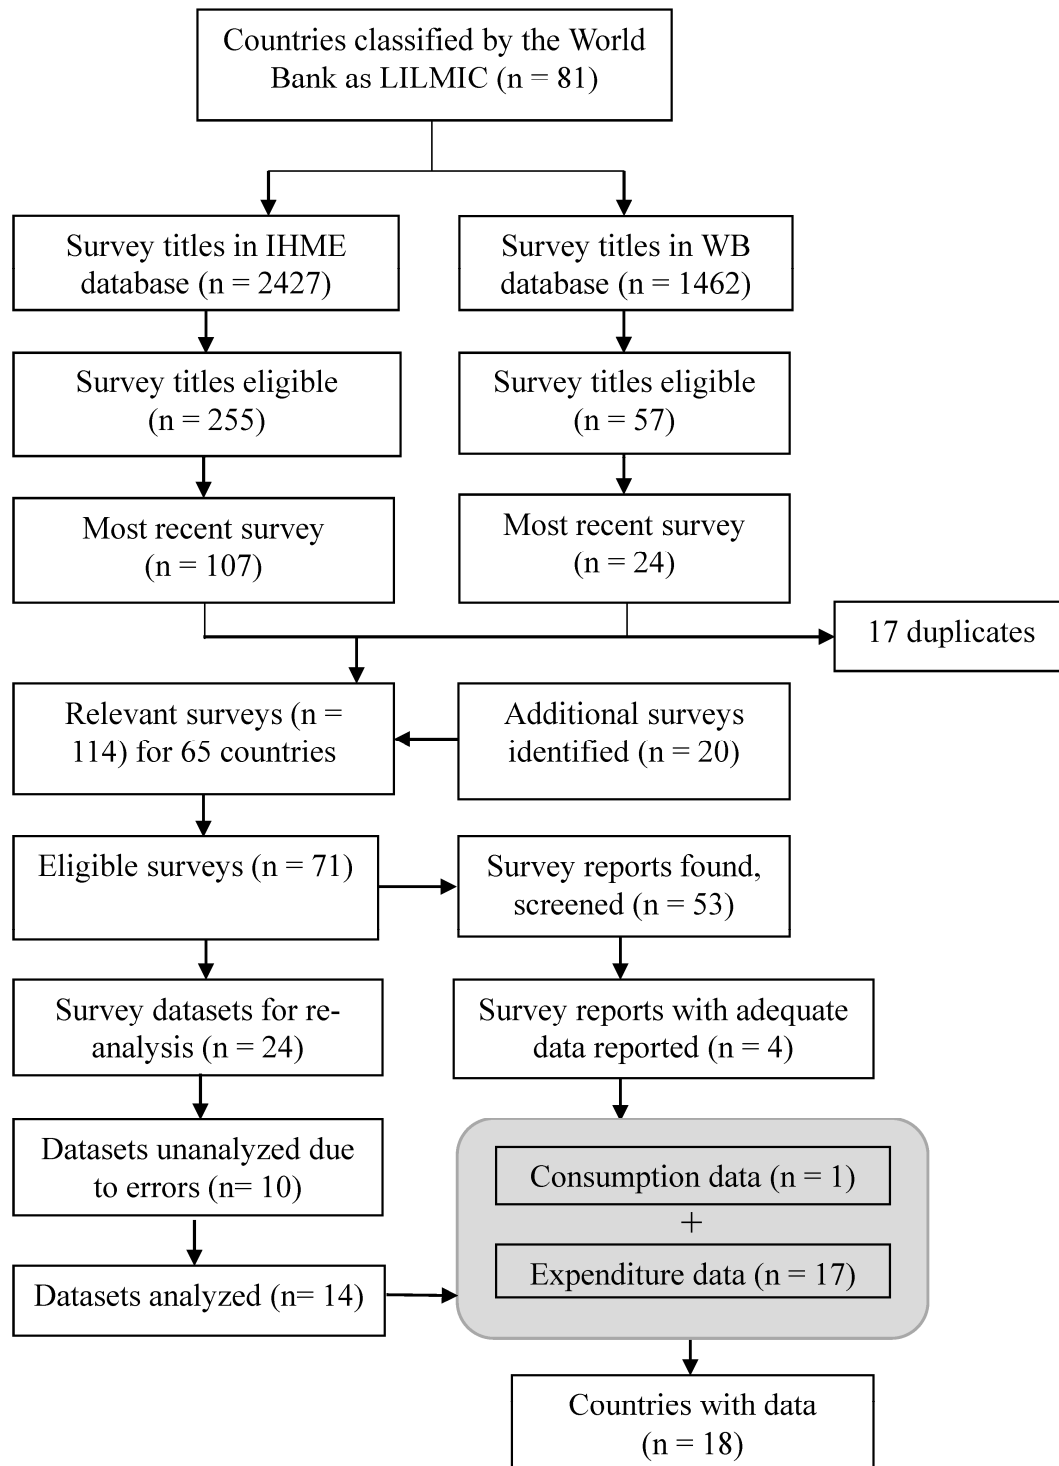 Countries classified by the World
Bank as LILMIC (n = 81)
Survey titles in IHME
database (n = 2427)
Survey titles in WB
database (n = 1462)
Survey titles eligible
(n = 255)
Survey titles eligible
(n = 57)
Most recent survey
(n = 107)
Most recent survey
(n = 24)
17 duplicates
Relevant surveys (n =
114) for 65 countries
Additional surveys
identified (n = 20)
Eligible surveys (n = 71)
Survey reports found,
screened (n = 53)
Survey datasets for re-
analysis (n = 24)
Survey reports with adequate
data reported (n = 4)
Datasets unanalyzed due
to errors (n= 10)
Consumption data (n = 1)
+
Expenditure data (n = 17)
Datasets analyzed (n= 14)
Countries with data
(n = 18)